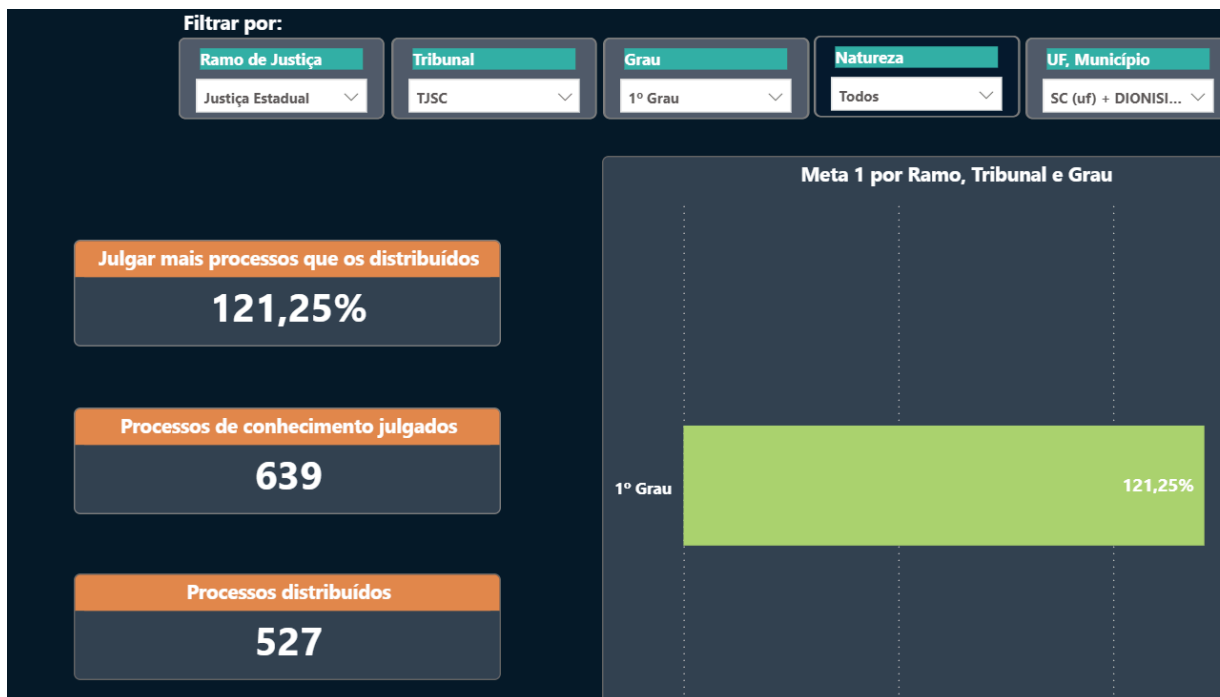 Filtrar por:
Ramo de Justiça
Justiça Estadual
Tribunal
TJSC
Grau
1º Grau
Natureza
Todos
UF, Município
SC (uf) + DIONISI...
Julgar mais processos que os distribuídos
121,25%
Processos de conhecimento julgados
639
Processos distribuídos
527
Meta 1 por Ramo, Tribunal e Grau
1º Grau
121,25%